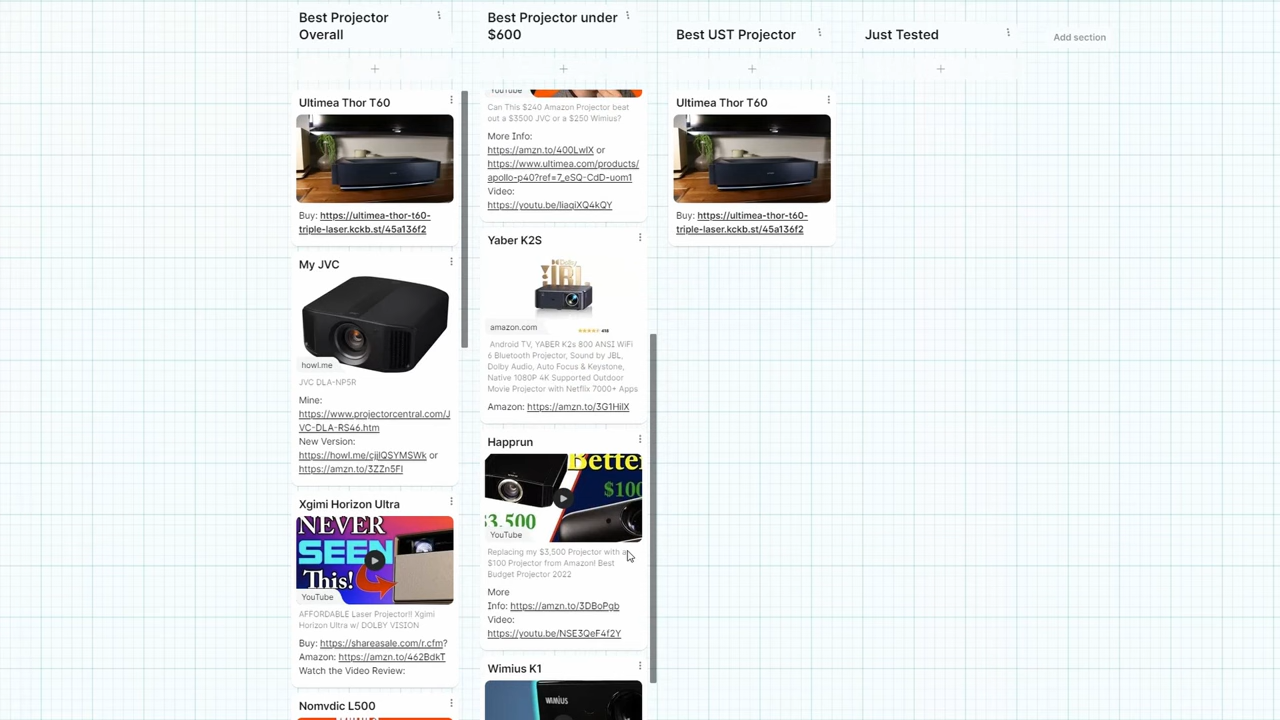 Best Projector
Overall
Ultimea Thor T60
Buy: https://ultimea-thor-t60-
triple-laser.kckb.st/45a136f2
My JVC
howl.me
JVC DLA-NP5R
Mine:
https://www.projectorcentral.com/J
VC-DLA-RS46.htm
New Version:
https://howl.me/cjjlQSYMSWk or
https://amzn.to/3ZZn5FI
Xgimi Horizon Ultra
NEVER
SEEN
This!
YouTube
AFFORDABLE Laser Projector!! Xgimi
Horizon Ultra w/ DOLBY VISION
Buy: https://shareasale.com/r.cfm?
Amazon: https://amzn.to/462BdkT
Watch the Video Review:
Nomvdic L500
Best Projector under
$600
YouTube
Can This $240 Amazon Projector beat
out a $3500 JVC or a $250 Wimius?
More Info:
https://amzn.to/400LwIX or
https://www.ultimea.com/products/
apollo-p40?ref=7_eSQ-CdD-uom1
Video:
https://youtu.be/IiaqiXQ4kQY
Yaber K2S
Dolby
JBL
amazon.com
418
Android TV, YABER K2s 800 ANSI WiFi
6 Bluetooth Projector, Sound by JBL,
Dolby Audio, Auto Focus & Keystone,
Native 1080P 4K Supported Outdoor
Movie Projector with Netflix 7000+ Apps
Amazon: https://amzn.to/3G1HilX
Happrun
Better
$100
$3,500
YouTube
Replacing my $3,500 Projector with a
$100 Projector from Amazon! Best
Budget Projector 2022
More
Info: https://amzn.to/3DBoPgb
Video:
https://youtu.be/NSE3QeF4f2Y
Wimius K1
WiMiUS
Best UST Projector
Ultimea Thor T60
Buy: https://ultimea-thor-t60-
triple-laser.kckb.st/45a136f2
Just Tested
Add section